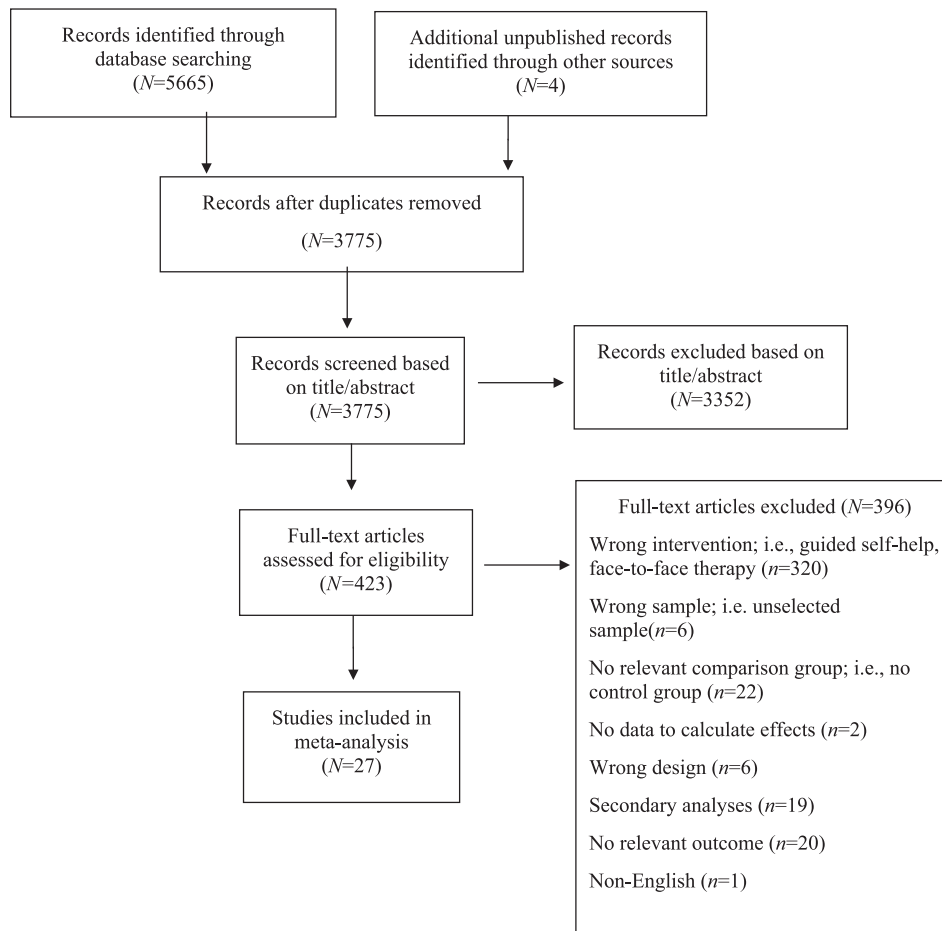 Records identified through
database searching
(N=5665)
Additional unpublished records
identified through other sources
(N=4)
Records after duplicates removed
(N=3775)
Records screened based
on title/abstract
(N=3775)
Records excluded based on
title/abstract
(N=3352)
Full-text articles
assessed for eligibility
(N=423)
Full-text articles excluded (N=396)
Wrong intervention; i.e., guided self-help,
face-to-face therapy (n=320)
Wrong sample; i.e. unselected
sample(n=6)
No relevant comparison group; i.e., no
control group (n=22)
No data to calculate effects (n=2)
Wrong design (n=6)
Secondary analyses (n=19)
No relevant outcome (n=20)
Non-English (n=1)
Studies included in
meta-analysis
(N=27)